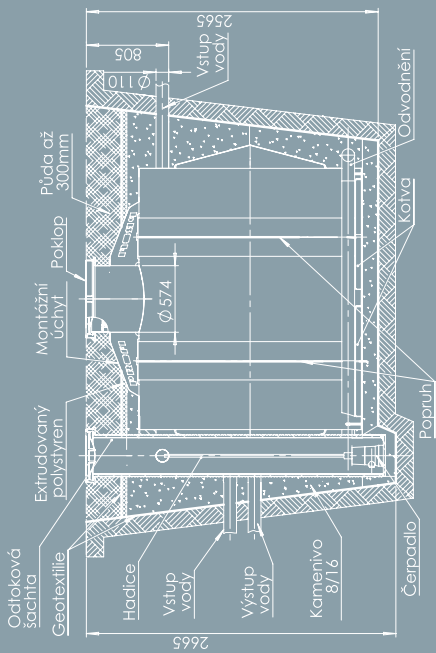 Odtoková
šachta
Geotextilie
Extrudovaný
polystyren
Montážní
úchyt
Poklop
Půda až
300mm
Ø110
805
2565
Vstup
vody
Hadice
Ø574
Vstup
vody
Výstup
vody
Kamenivo
8/16
Odvodnění
Kotva
Popruh
Čerpadlo
2665